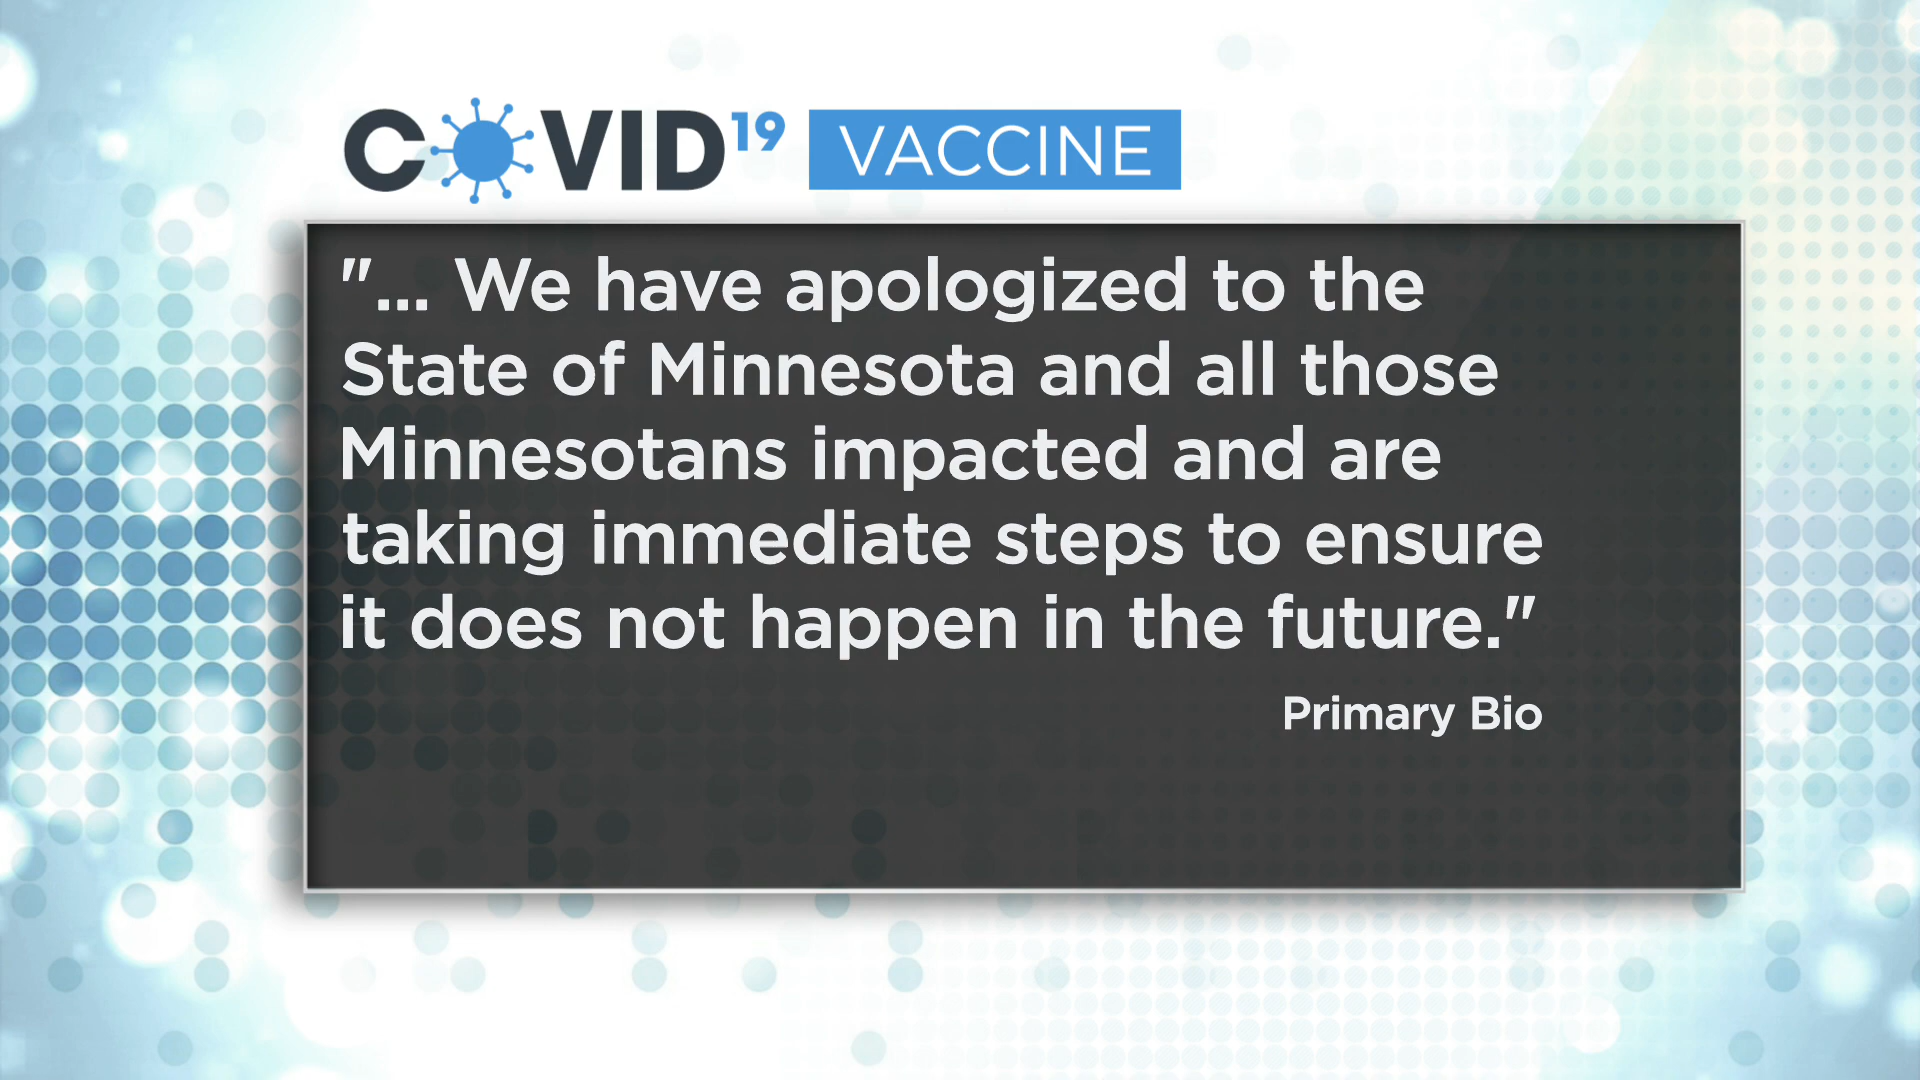 COVID19 VACCINE
"... We have apologized to the
State of Minnesota and all those
Minnesotans impacted and are
taking immediate steps to ensure
it does not happen in the future."
Primary Bio